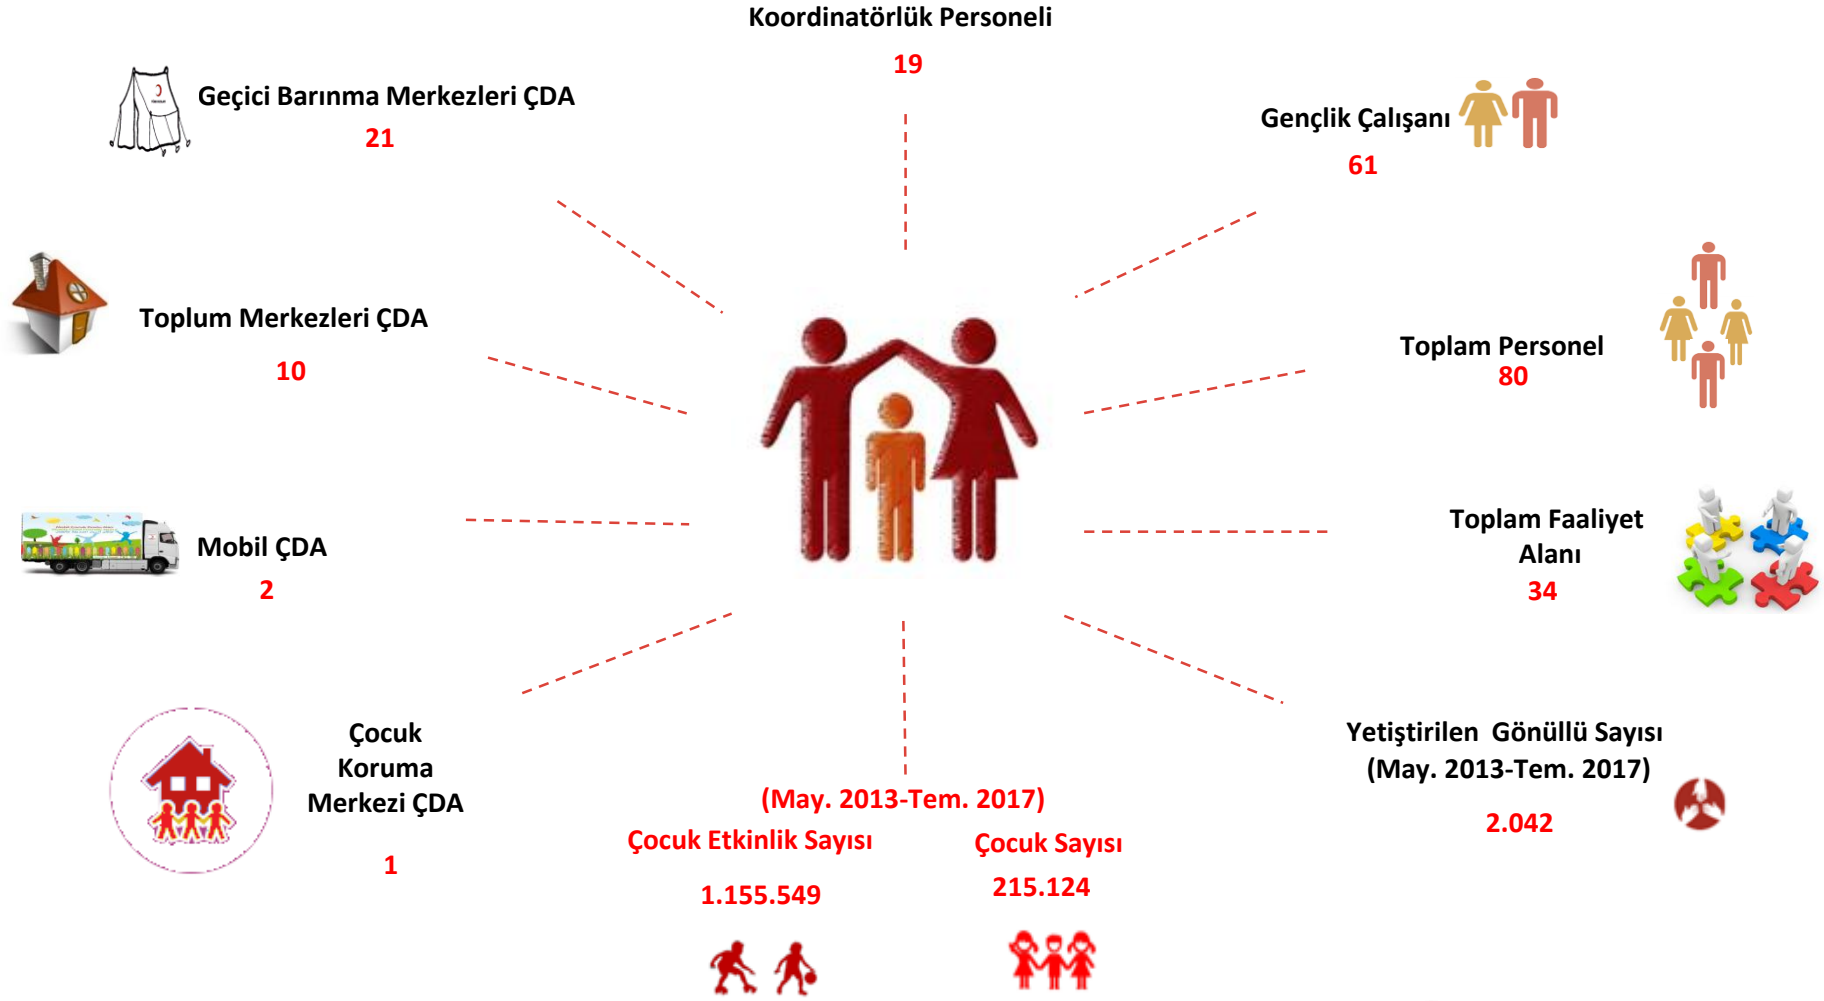 Koordinatörlük Personeli
19
Geçici Barınma Merkezleri ÇDA
21
Gençlik Çalışanı
61
Toplum Merkezleri ÇDA
10
Toplam Personel
80
Mobil ÇDA
2
Toplam Faaliyet
Alanı
34
Çocuk
Koruma
Merkezi ÇDA
1
(May. 2013-Tem. 2017)
Çocuk Etkinlik Sayısı
1.155.549
Çocuk Sayısı
215.124
Yetiştirilen  Gönüllü Sayısı
(May. 2013-Tem. 2017)
2.042